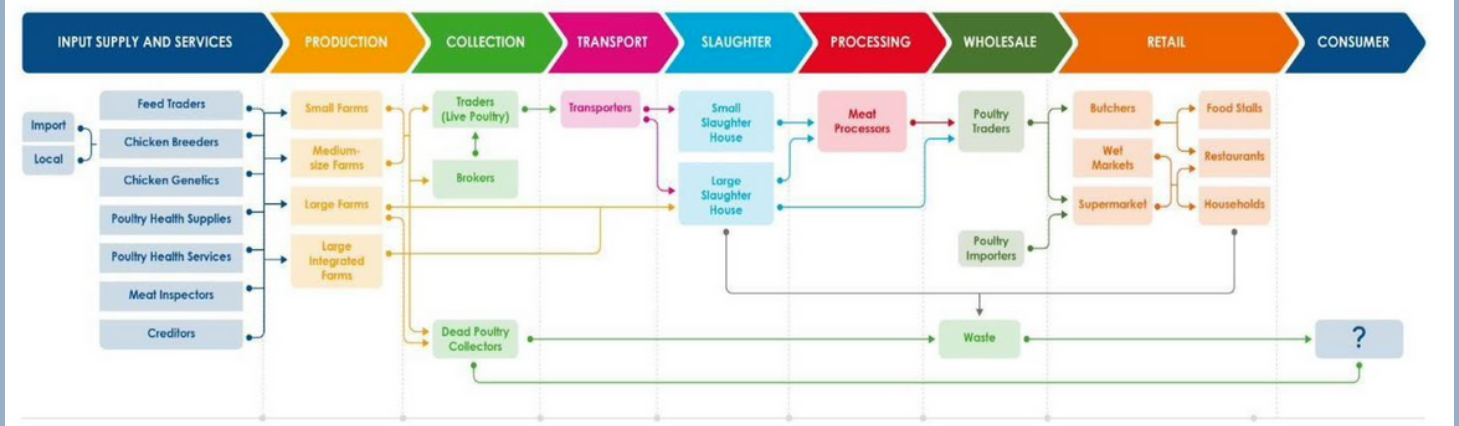 INPUT SUPPLY AND SERVICES
PRODUCTION
COLLECTION
TRANSPORT
SLAUGHTER
PROCESSING
WHOLESALE
RETAIL
CONSUMER
Import
Local
Feed Traders
Chicken Breeders
Chicken Genetics
Poultry Health Supplies
Poultry Health Services
Meat Inspectors
Creditors
Small Farms
Medium-
size Farms
Large Farms
Large
Integrated
Farms
Traders
(Live Poultry)
Brokers
Dead Poultry
Collectors
Transporters
Small
Slaughter
House
Large
Slaughter
House
Meat
Processors
Poultry
Traders
Poultry
Importers
Waste
Butchers
Wet
Markets
Supermarket
Food Stalls
Restaurants
Households
?